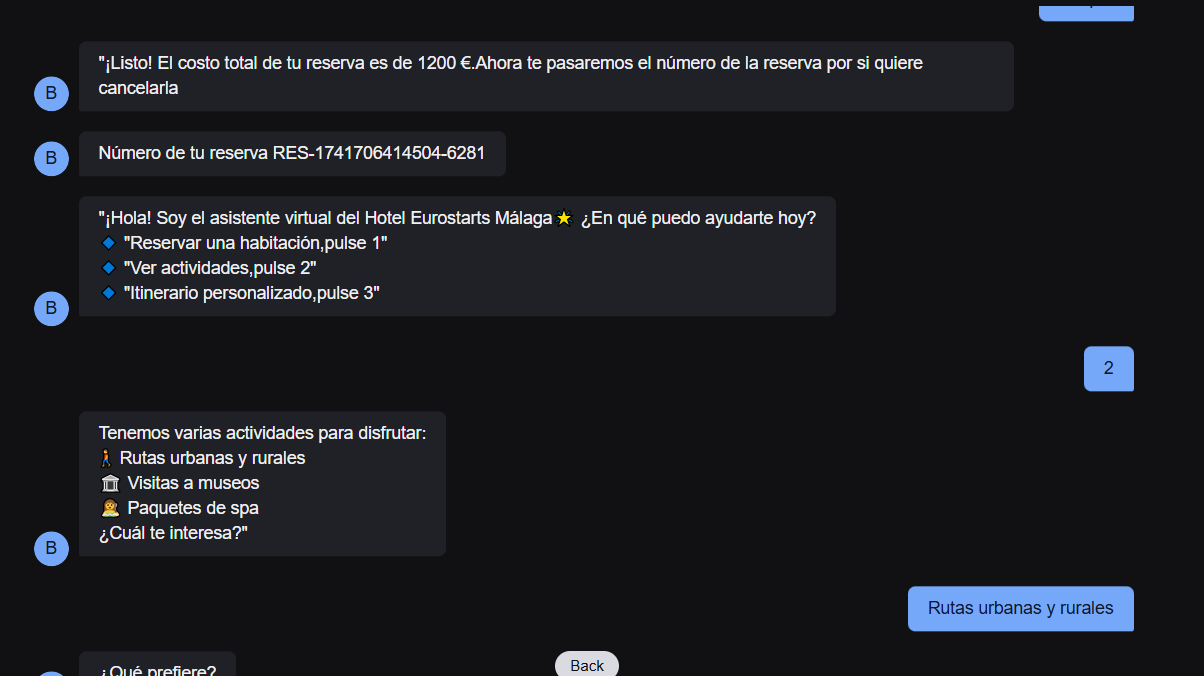 "¡Listo! El costo total de tu reserva es de 1200 €.Ahora te pasaremos el número de la reserva por si quiere
cancelarla
B
Número de tu reserva RES-1741706414504-6281
B
"¡Hola! Soy el asistente virtual del Hotel Eurostarts Málaga⭐ ¿En qué puedo ayudarte hoy?
🔹 "Reservar una habitación,pulse 1"
🔹 "Ver actividades,pulse 2"
🔹 "Itinerario personalizado,pulse 3"
B
2
Tenemos varias actividades para disfrutar:
🚶 Rutas urbanas y rurales
🏛 Visitas a museos
💆 Paquetes de spa
¿Cuál te interesa?"
B
Rutas urbanas y rurales
¿Qué prefiere?
Back